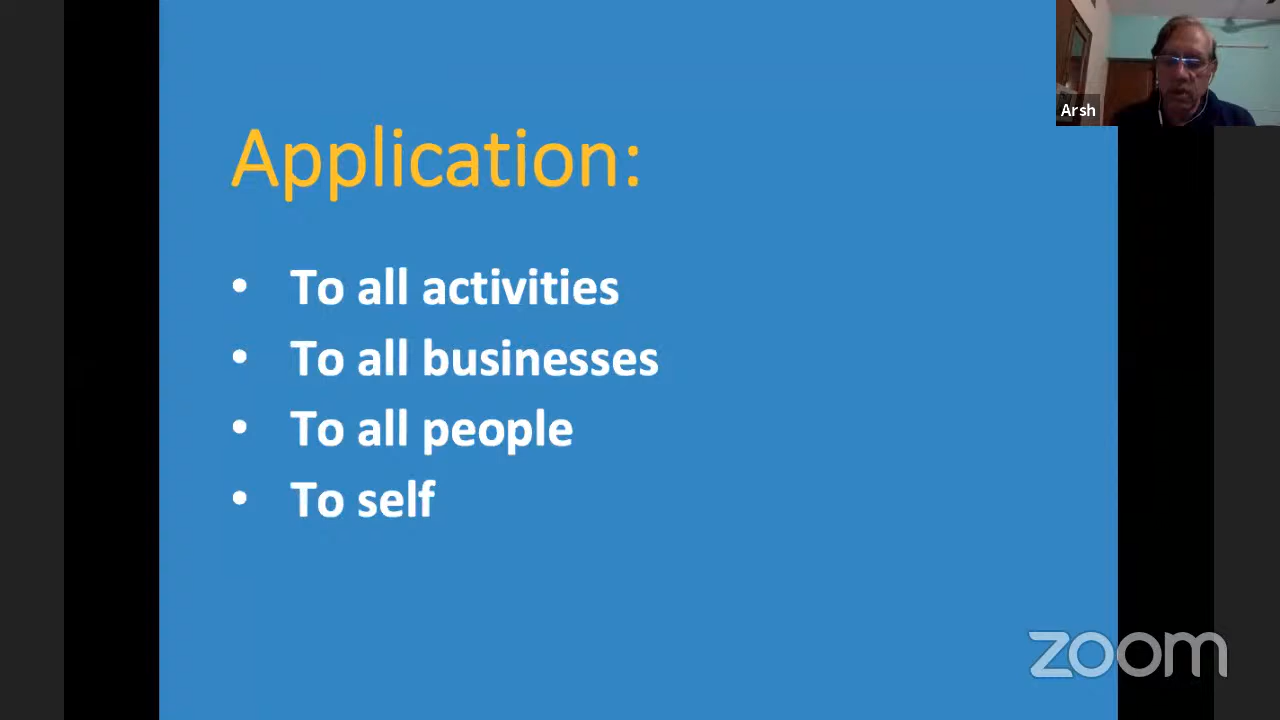 Arsh
Application:
• To all activities
• To all businesses
• To all people
• To self
zoom